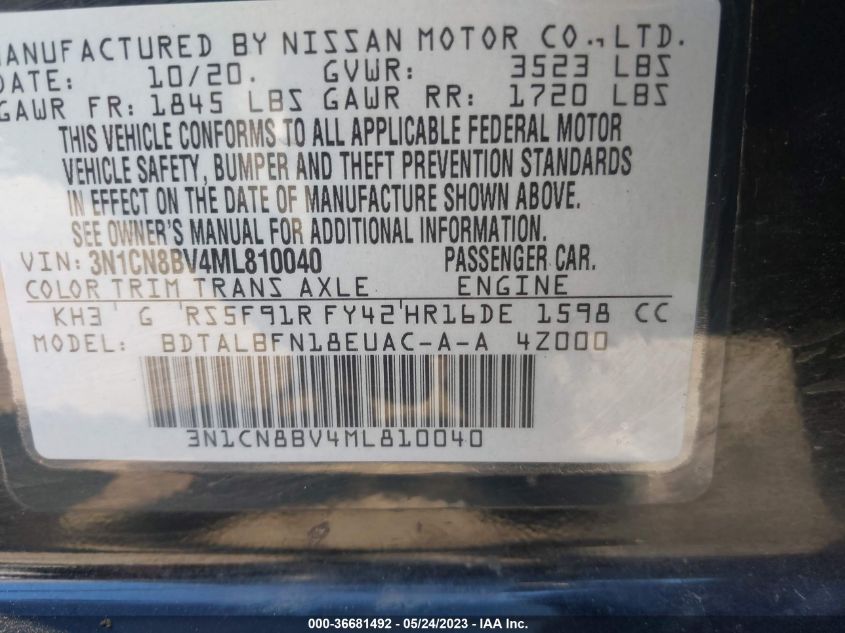 MANUFACTURED BY NISSAN MOTOR CO., LTD.
DATE: 10/20. GVWR: 3523 LBS
GAWR FR: 1845 LBS GAWR RR: 1720 LBS
THIS VEHICLE CONFORMS TO ALL APPLICABLE FEDERAL MOTOR
VEHICLE SAFETY, BUMPER AND THEFT PREVENTION STANDARDS
IN EFFECT ON THE DATE OF MANUFACTURE SHOWN ABOVE.
SEE OWNER'S MANUAL FOR ADDITIONAL INFORMATION.
VIN: 3N1CN8BV4ML810040 PASSENGER CAR.
COLOR TRIM TRANS AXLE ENGINE
KH3 G RS5F91R FY42 HR16DE 1598 CC
MODEL: BDTALBFN18EUAC-A-A 4Z000
3N1CN8BV4ML810040
000-36681492 - 05/24/2023 - IAA Inc.